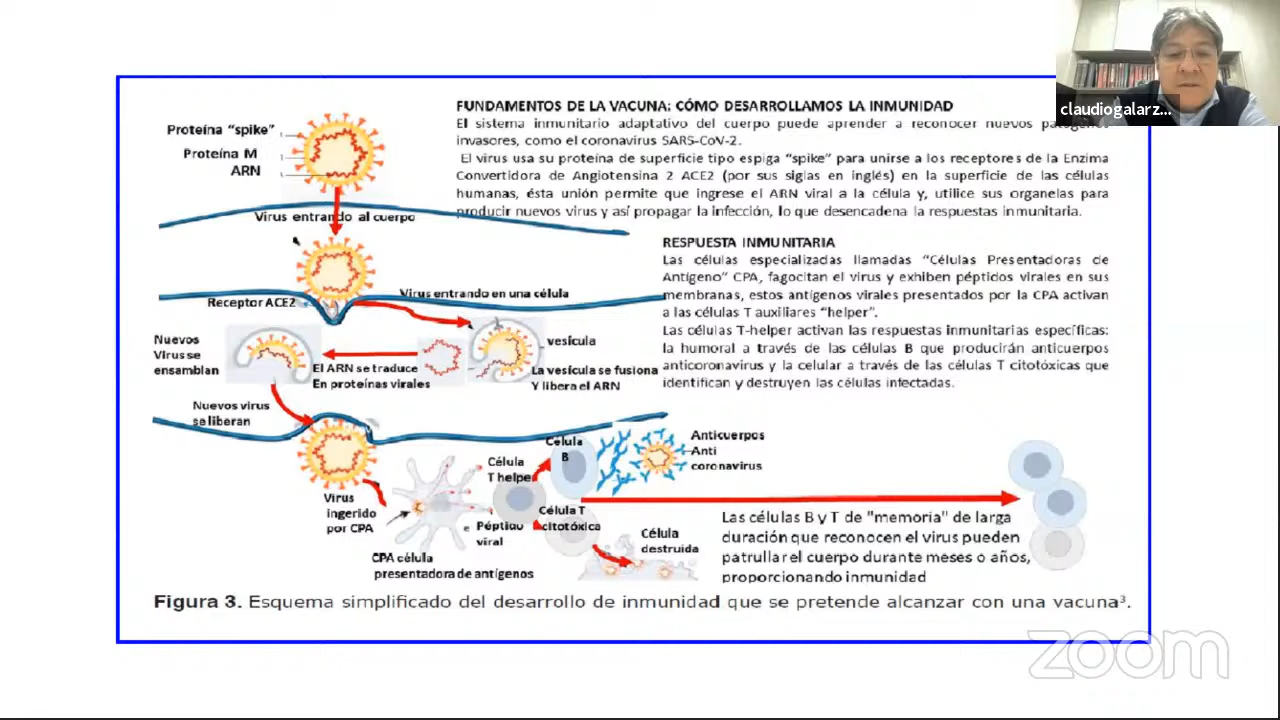 claudiogalarz...
FUNDAMENTOS DE LA VACUNA: CÓMO DESARROLLAMOS LA INMUNIDAD
El sistema inmunitario adaptativo del cuerpo puede aprender a reconocer nuevos patógenos
invasores, como el coronavirus SARS-CoV-2.
El virus usa su proteína de superficie tipo espiga “spike” para unirse a los receptores de la Enzima
Convertidora de Angiotensina 2 ACE2 (por sus siglas en inglés) en la superficie de las células
humanas, ésta unión permite que ingrese el ARN viral a la célula y, utilice sus organelas para
producir nuevos virus y así propagar la infección, lo que desencadena la respuestas inmunitaria.
Proteína “spike”
Proteína M
ARN
Virus entrando al cuerpo
RESPUESTA INMUNITARIA
Las células especializadas llamadas “Células Presentadoras de
Antígeno” CPA, fagocitan el virus y exhiben péptidos virales en sus
membranas, estos antígenos virales presentados por la CPA activan
a las células T auxiliares “helper”.
Las células T-helper activan las respuestas inmunitarias específicas:
la humoral a través de las células B que producirán anticuerpos
anticoronavirus y la celular a través de las células T citotóxicas que
identifican y destruyen las células infectadas.
Receptor ACE2
Virus entrando en una célula
Nuevos
Virus se
ensamblan
El ARN se traduce
En proteínas virales
vesícula
La vesícula se fusiona
Y libera el ARN
Nuevos virus
se liberan
Virus
ingerido
por CPA
CPA célula
presentadora de antígenos
Célula
T helper
Péptido
viral
Célula
B
Célula T
citotóxica
Anticuerpos
Anti
coronavirus
Célula
destruida
Las células B y T de "memoria" de larga
duración que reconocen el virus pueden
patrullar el cuerpo durante meses o años,
proporcionando inmunidad
Figura 3. Esquema simplificado del desarrollo de inmunidad que se pretende alcanzar con una vacuna³.
zoom